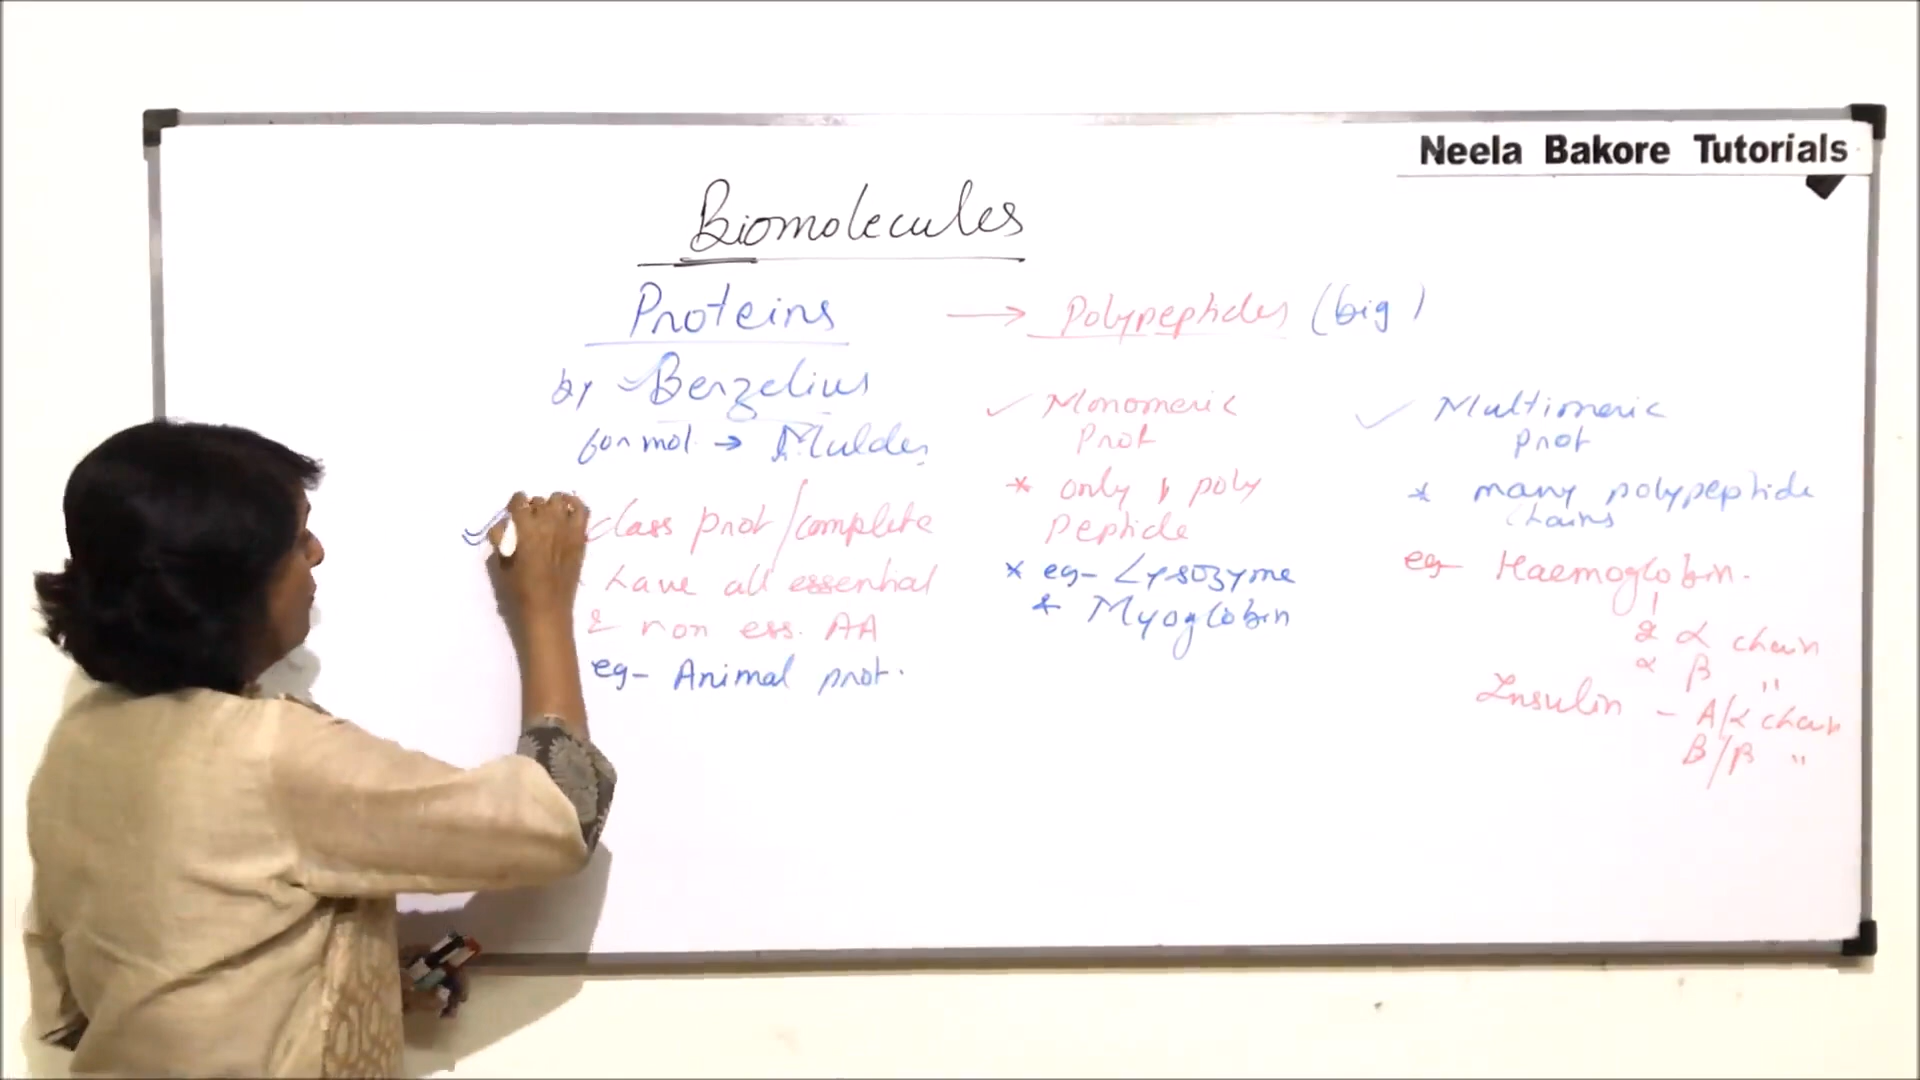 Neela Bakore Tutorials
Biomolecules
Proteins → Polypeptides (big)
by Berzelius
for mol. → Mulder
class prot/complete
have all essential
& non ess. AA
eg- Animal prot.
✓ Monomeric
Prot
* only 1 poly
peptide
* eg- Lysozyme
& Myoglobin
✓ Multimeric
prot
* many polypeptide
chains
eg- Haemoglobin.
2 α chain
2 β "
Insulin - A/α chain
B/β "